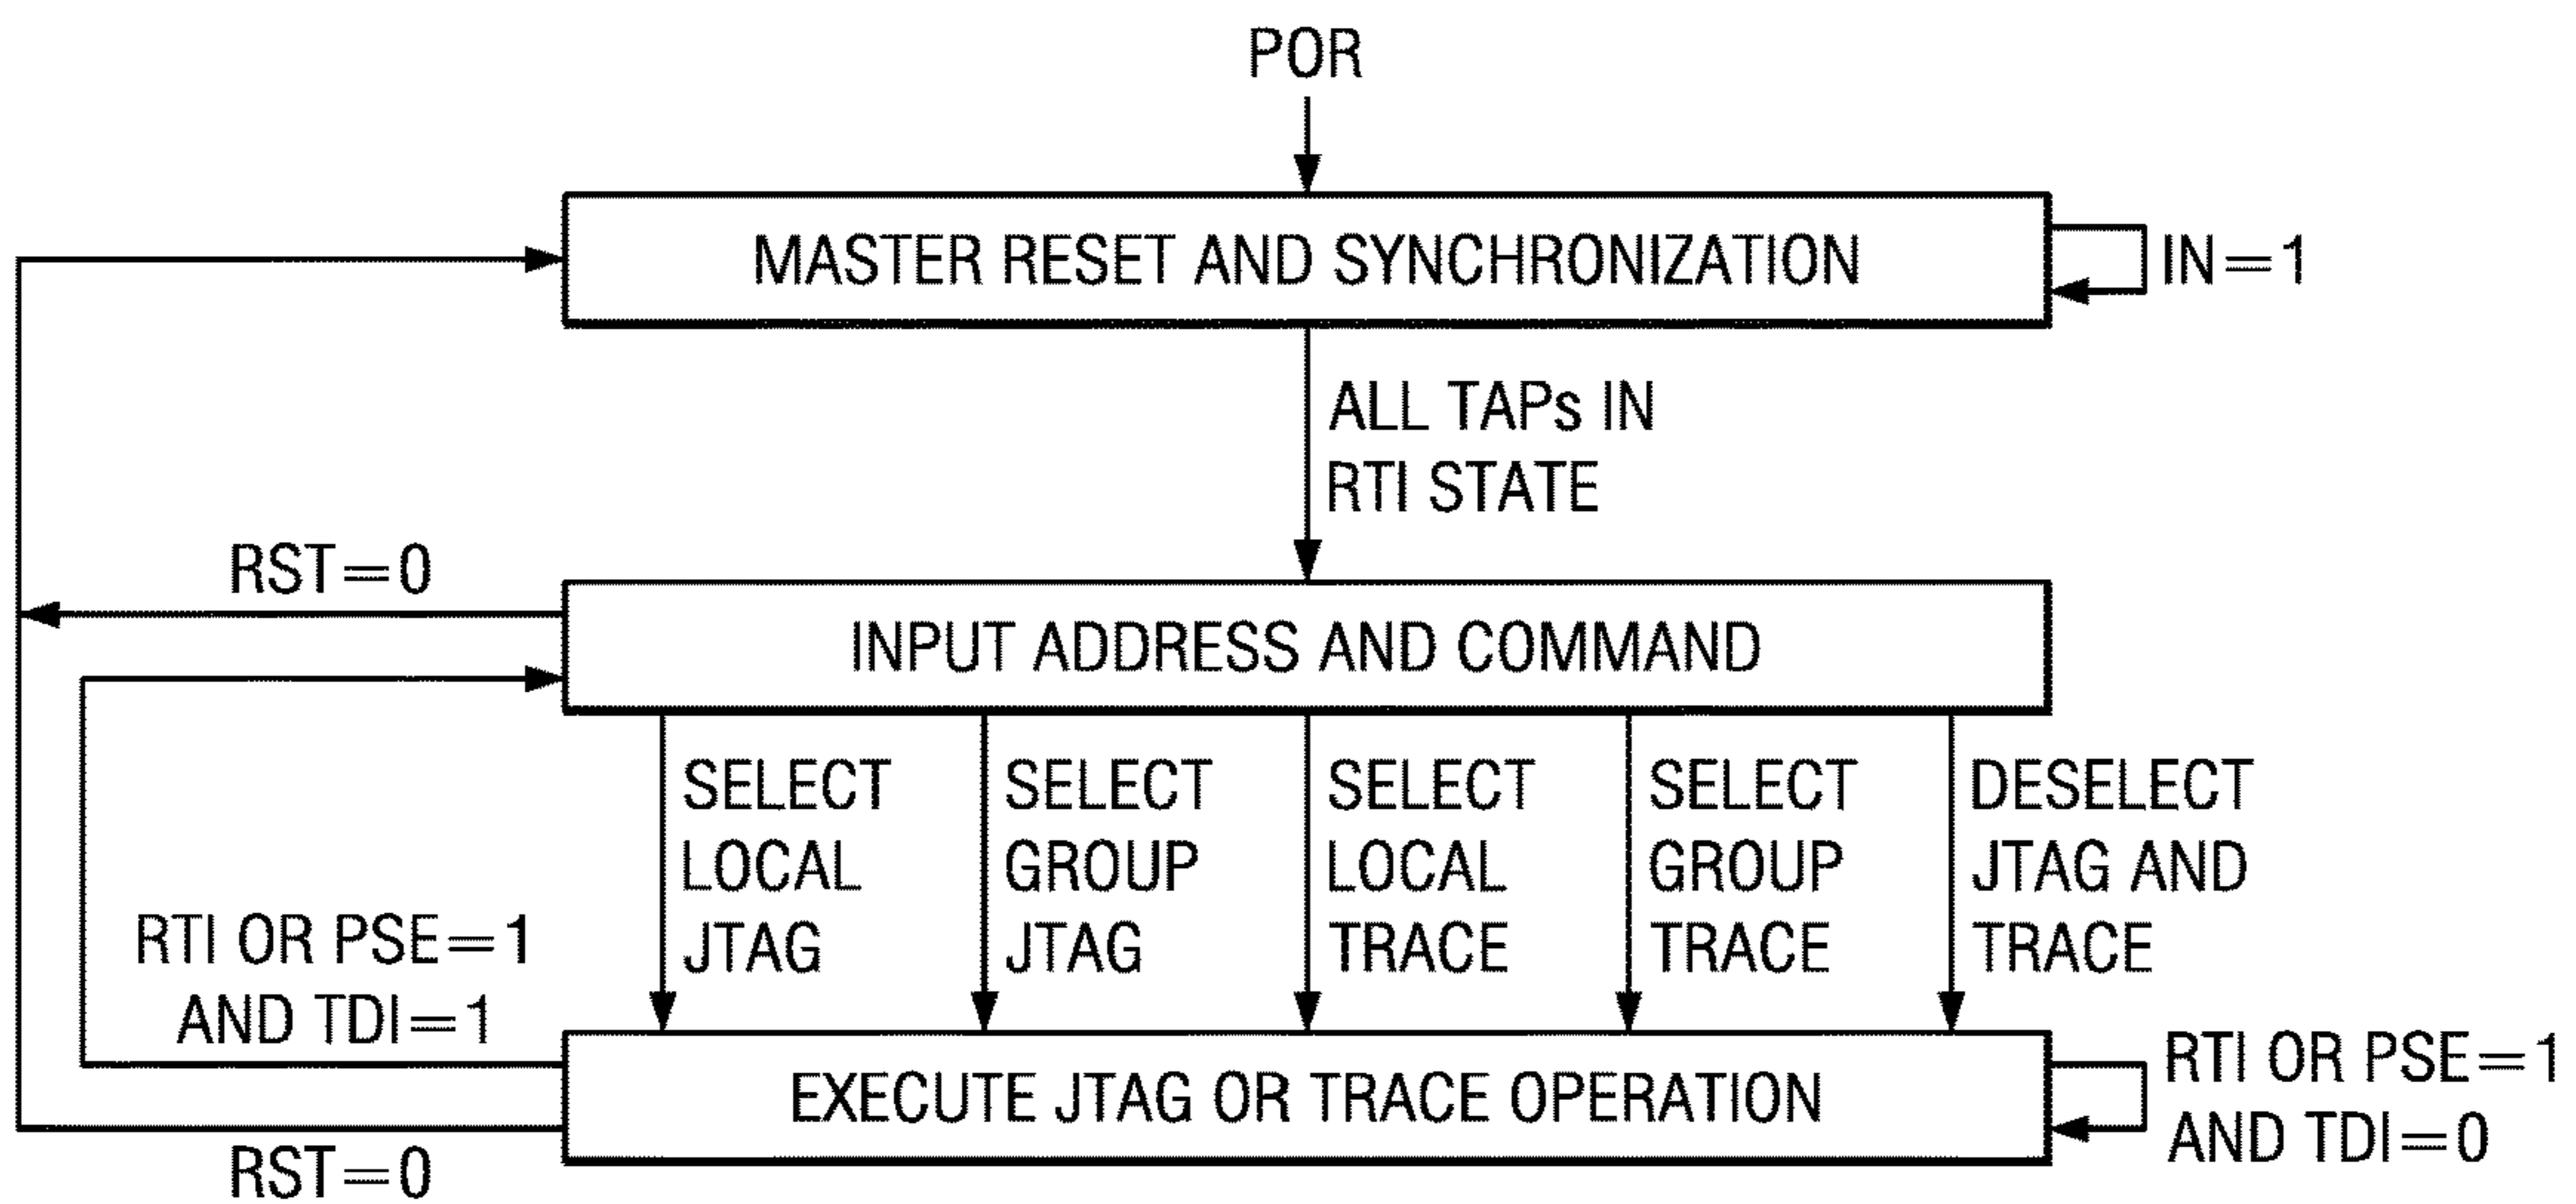 POR
MASTER RESET AND SYNCHRONIZATION
IN=1
ALL TAPs IN
RTI STATE
RST=0
INPUT ADDRESS AND COMMAND
SELECT
LOCAL
JTAG
SELECT
GROUP
JTAG
SELECT
LOCAL
TRACE
SELECT
GROUP
TRACE
DESELECT
JTAG AND
TRACE
RTI OR PSE=1
AND TDI=1
EXECUTE JTAG OR TRACE OPERATION
RTI OR PSE=1
AND TDI=0
RST=0